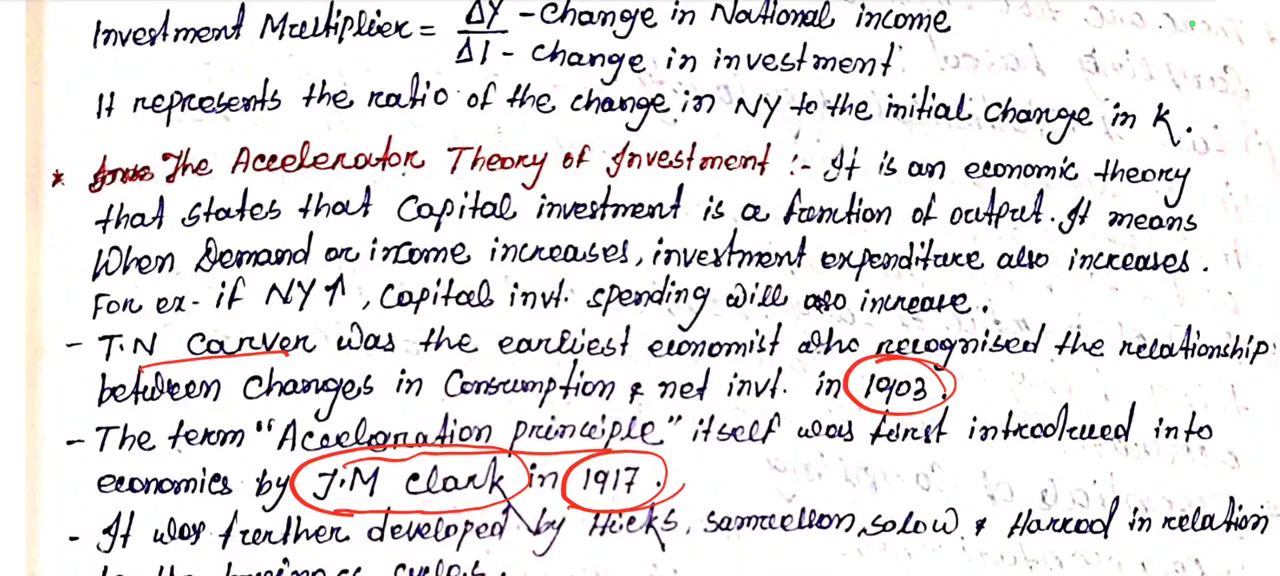 Investment Multiplier = ΔY - Change in National income
ΔI - change in investment.
It represents the ratio of the change in NY to the initial change in K.
* The Accelerator Theory of Investment :- It is an economic theory
that states that Capital investment is a function of output. It means
When Demand or income increases, investment expenditure also increases.
For ex- if NY↑, Capital invt. spending will also increase.
- T.N Carver was the earliest economist who recognised the relationship
between changes in Consumption & net invt. in 1903.
- The term "Acceleration principle" itself was first introduced into
economics by J.M Clark in 1917.
- It was further developed by Hicks, Samuelson, Solow & Harrod in relation
to the business cycles.